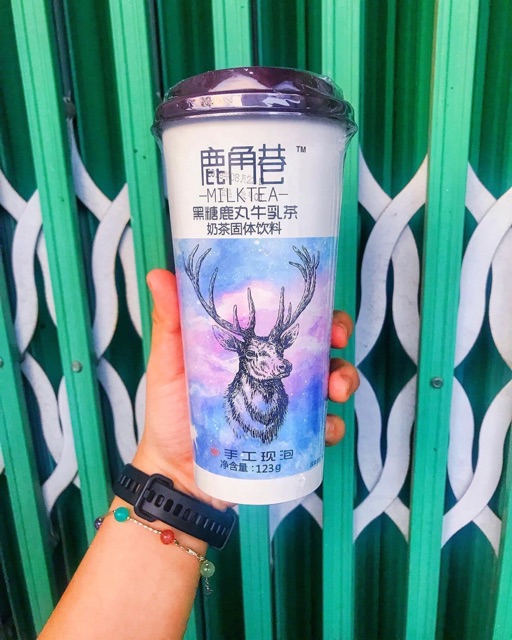 鹿角巷 ™
—MILKTEA—
黑糖鹿丸牛乳茶
奶茶固体饮料
手工现泡
净含量：123g